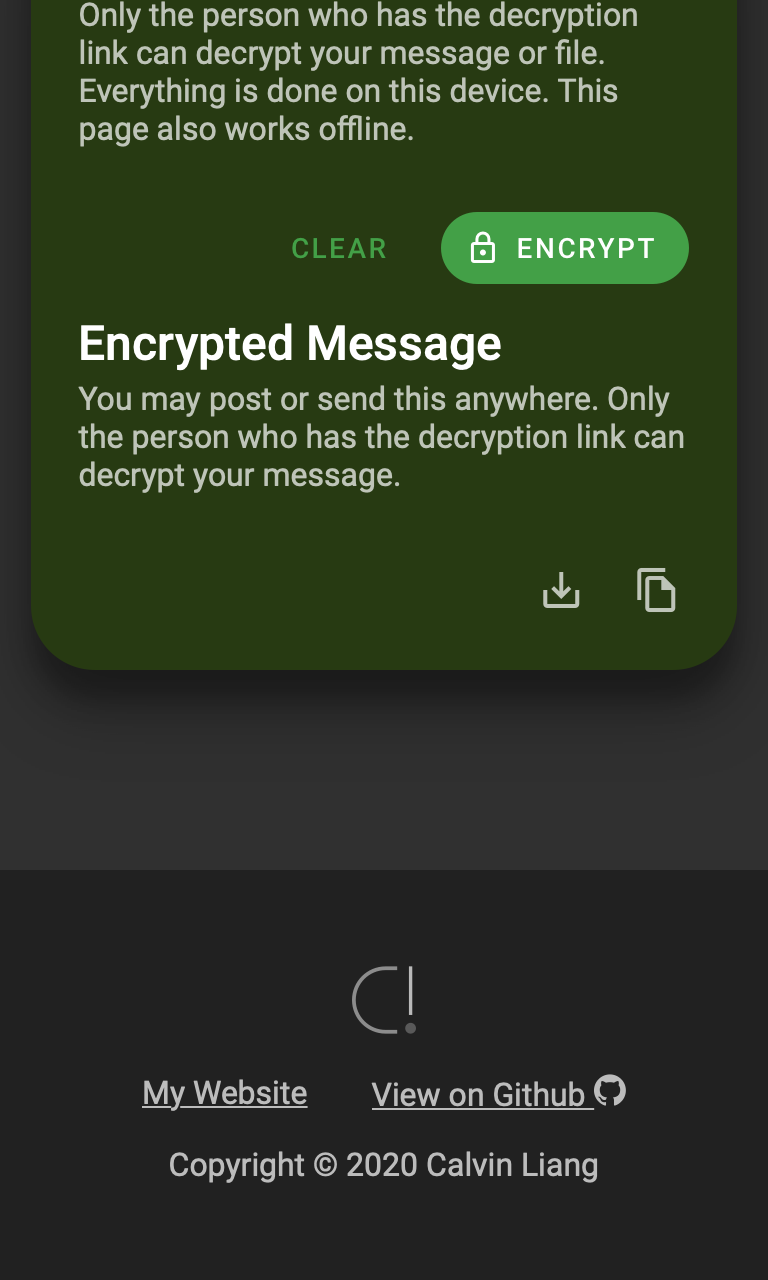 Only the person who has the decryption
link can decrypt your message or file.
Everything is done on this device. This
page also works offline.
CLEAR ENCRYPT
Encrypted Message
You may post or send this anywhere. Only
the person who has the decryption link can
decrypt your message.
C!
My Website View on Github
Copyright © 2020 Calvin Liang